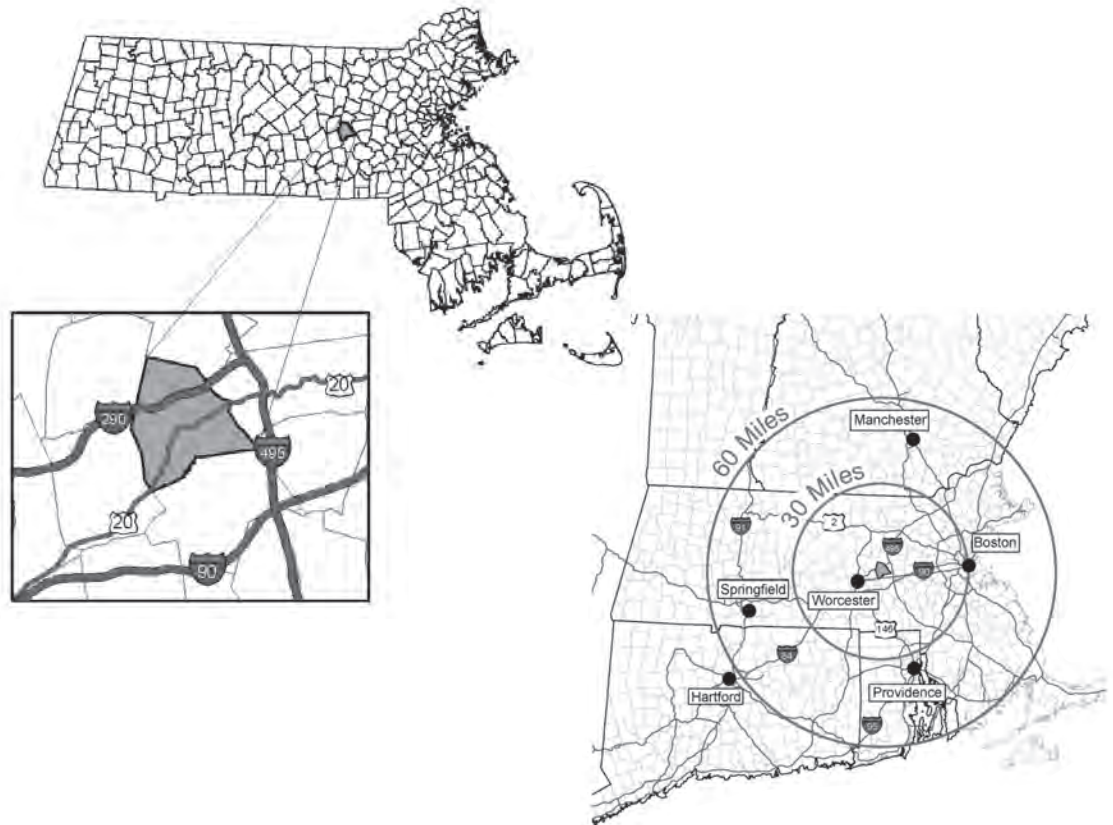 20
290
495
20
90
60 Miles
Manchester
30 Miles
91
2
Boston
90
Springfield
Worcester
146
84
Hartford
Providence
95